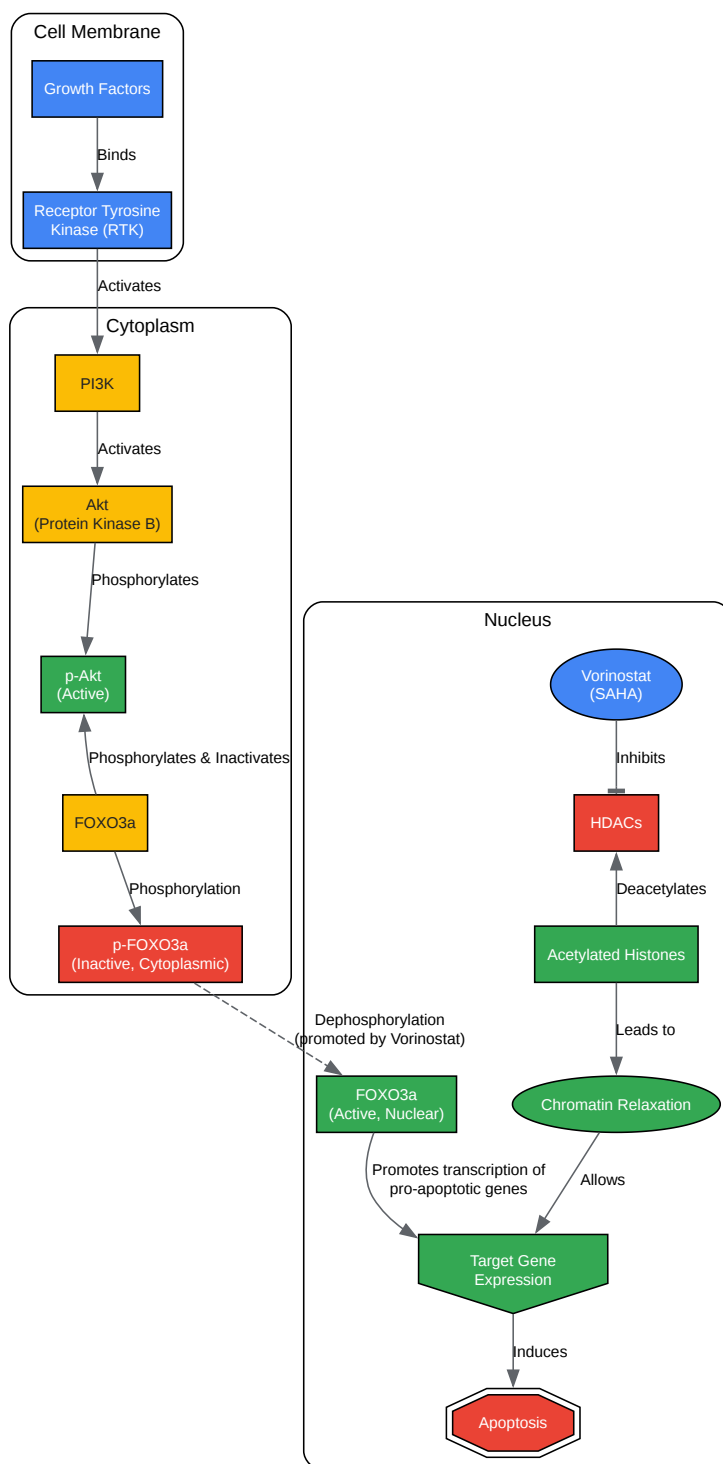 Cell Membrane
Growth Factors
Binds
Receptor Tyrosine
Kinase (RTK)
Activates
Cytoplasm
PI3K
Activates
Akt
(Protein Kinase B)
Phosphorylates
p-Akt
(Active)
Phosphorylates & Inactivates
FOXO3a
Phosphorylation
p-FOXO3a
(Inactive, Cytoplasmic)
Nucleus
Vorinostat
(SAHA)
Inhibits
HDACs
Deacetylates
Acetylated Histones
Leads to
Dephosphorylation
(promoted by Vorinostat)
FOXO3a
(Active, Nuclear)
Chromatin Relaxation
Promotes transcription of
pro-apoptotic genes
Allows
Target Gene
Expression
Induces
Apoptosis